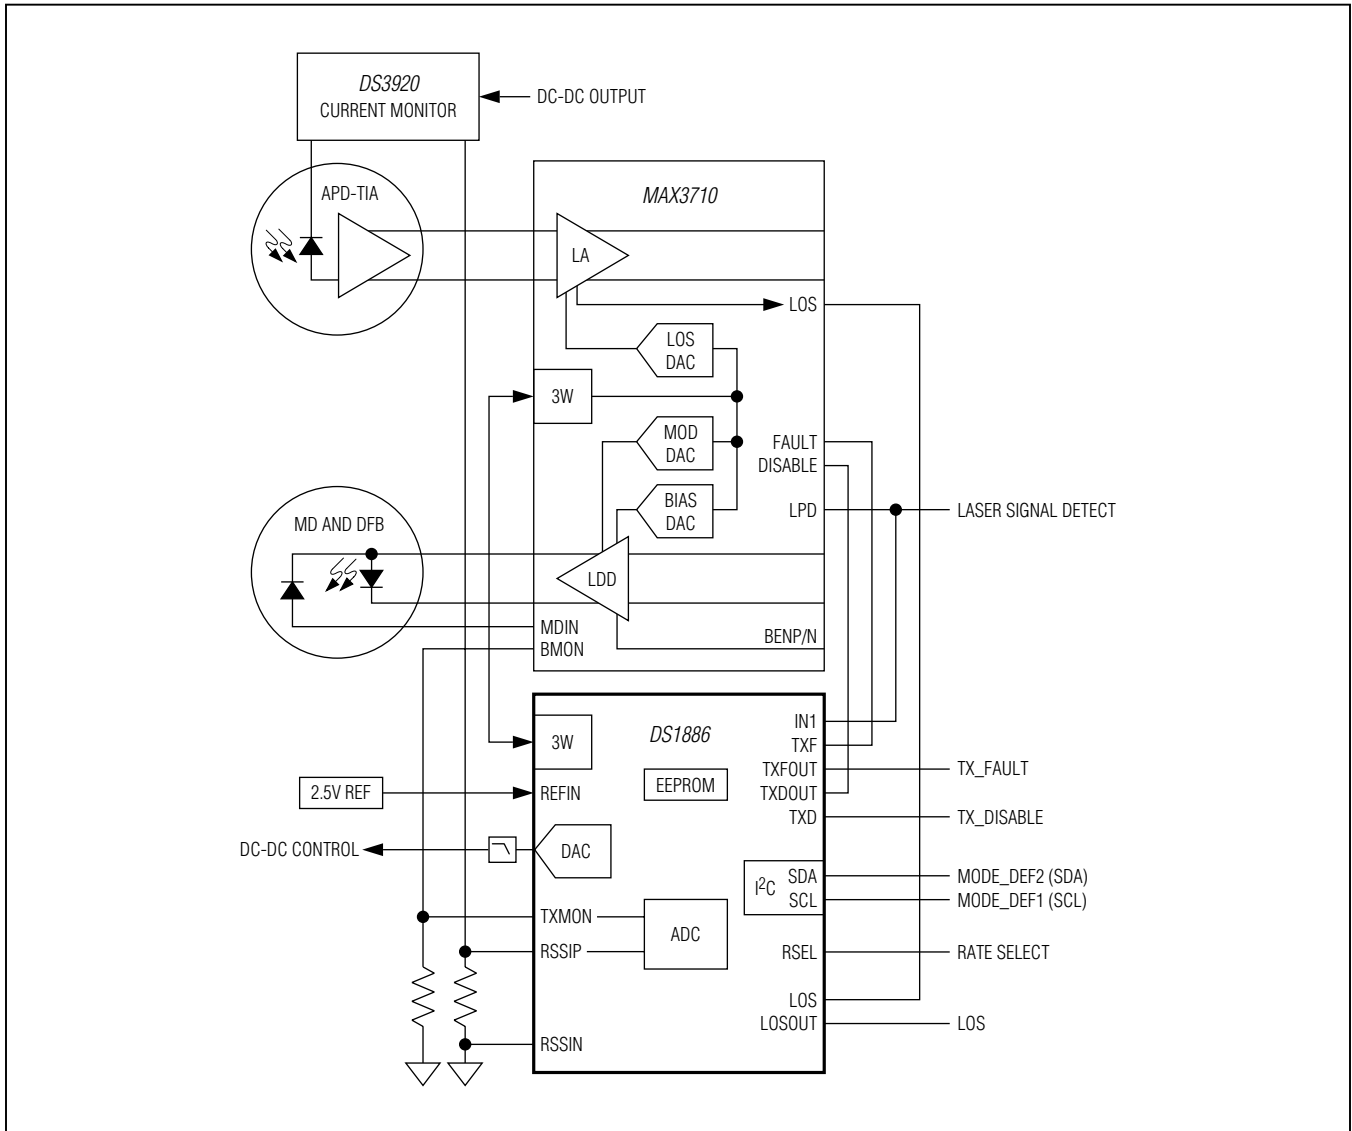 DS3920
CURRENT MONITOR
DC-DC OUTPUT
APD-TIA
MAX3710
LA
LOS
LOS
DAC
3W
MOD
DAC
FAULT
DISABLE
BIAS
DAC
LPD
LASER SIGNAL DETECT
MD AND DFB
LDD
MDIN
BMON
BENP/N
DS1886
3W
IN1
TXF
EEPROM
TXFOUT
TX_FAULT
2.5V REF
REFIN
TXDOUT
TXD
TX_DISABLE
DC-DC CONTROL
DAC
I²C
SDA
MODE_DEF2 (SDA)
SCL
MODE_DEF1 (SCL)
TXMON
ADC
RSSIP
RSEL
RATE SELECT
LOS
LOSOUT
LOS
RSSIN